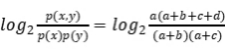 log₂ p(x,y)/p(x)p(y) = log₂ a(a+b+c+d)/(a+b)(a+c)